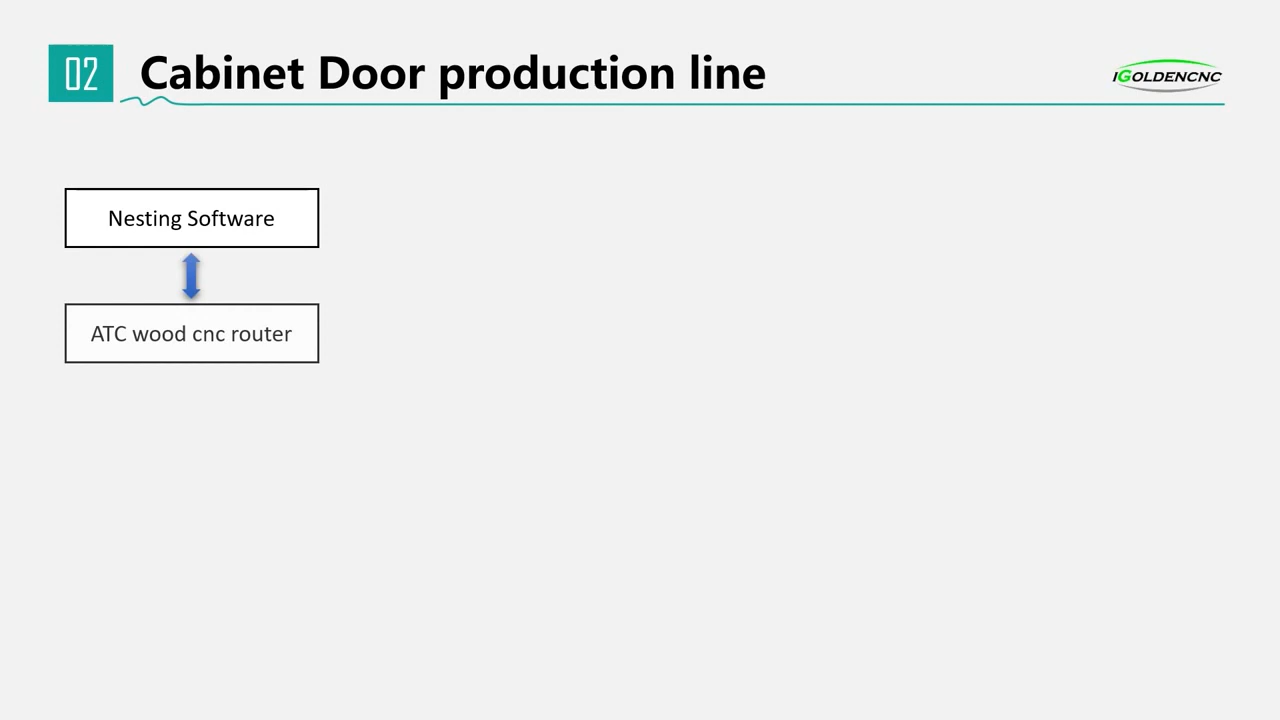 02
Cabinet Door production line
iGOLDENCNC
Nesting Software
ATC wood cnc router